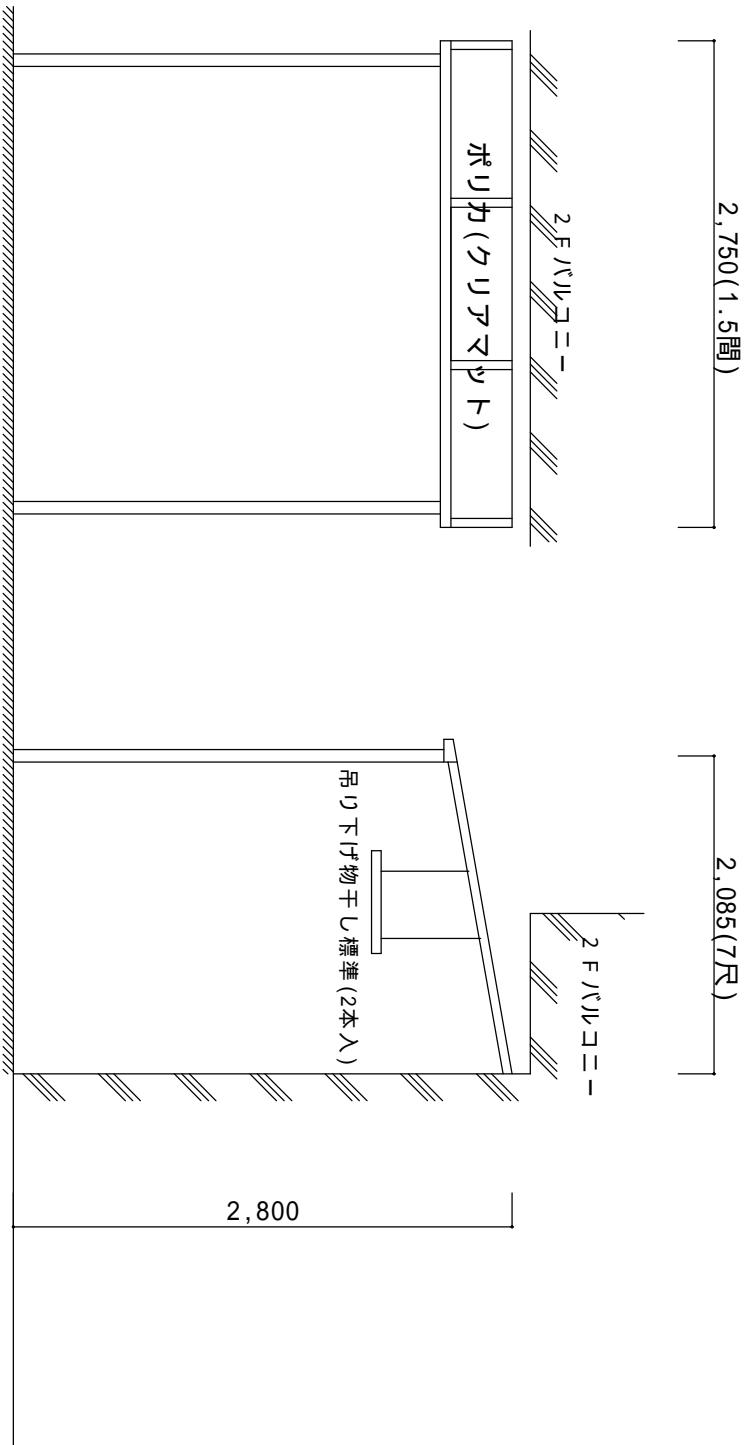 2,750(1.5間)
2Fバルコニー
ポリカ(クリアマット)
2,085(7尺)
2Fバルコニー
吊り下げ物干し標準(2本入)
2,800